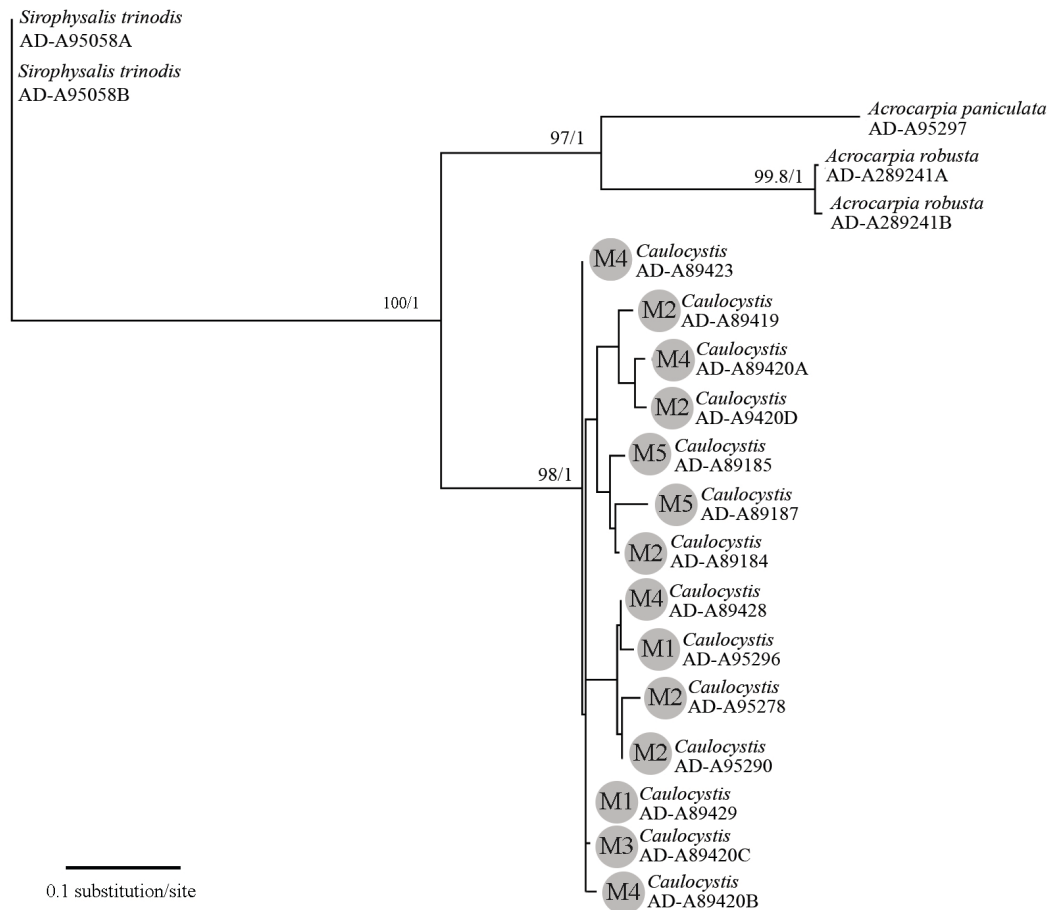 Sirophysalis trinodis
AD-A95058A
Sirophysalis trinodis
AD-A95058B
Acrocarpia paniculata
AD-A95297
97/1
Acrocarpia robusta
AD-A289241A
99.8/1
Acrocarpia robusta
AD-A289241B
M4 Caulocystis
AD-A89423
100/1
M2 Caulocystis
AD-A89419
M4 Caulocystis
AD-A89420A
M2 Caulocystis
AD-A9420D
M5 Caulocystis
AD-A89185
98/1
M5 Caulocystis
AD-A89187
M2 Caulocystis
AD-A89184
M4 Caulocystis
AD-A89428
M1 Caulocystis
AD-A95296
M2 Caulocystis
AD-A95278
M2 Caulocystis
AD-A95290
M1 Caulocystis
AD-A89429
M3 Caulocystis
AD-A89420C
M4 Caulocystis
AD-A89420B
0.1 substitution/site